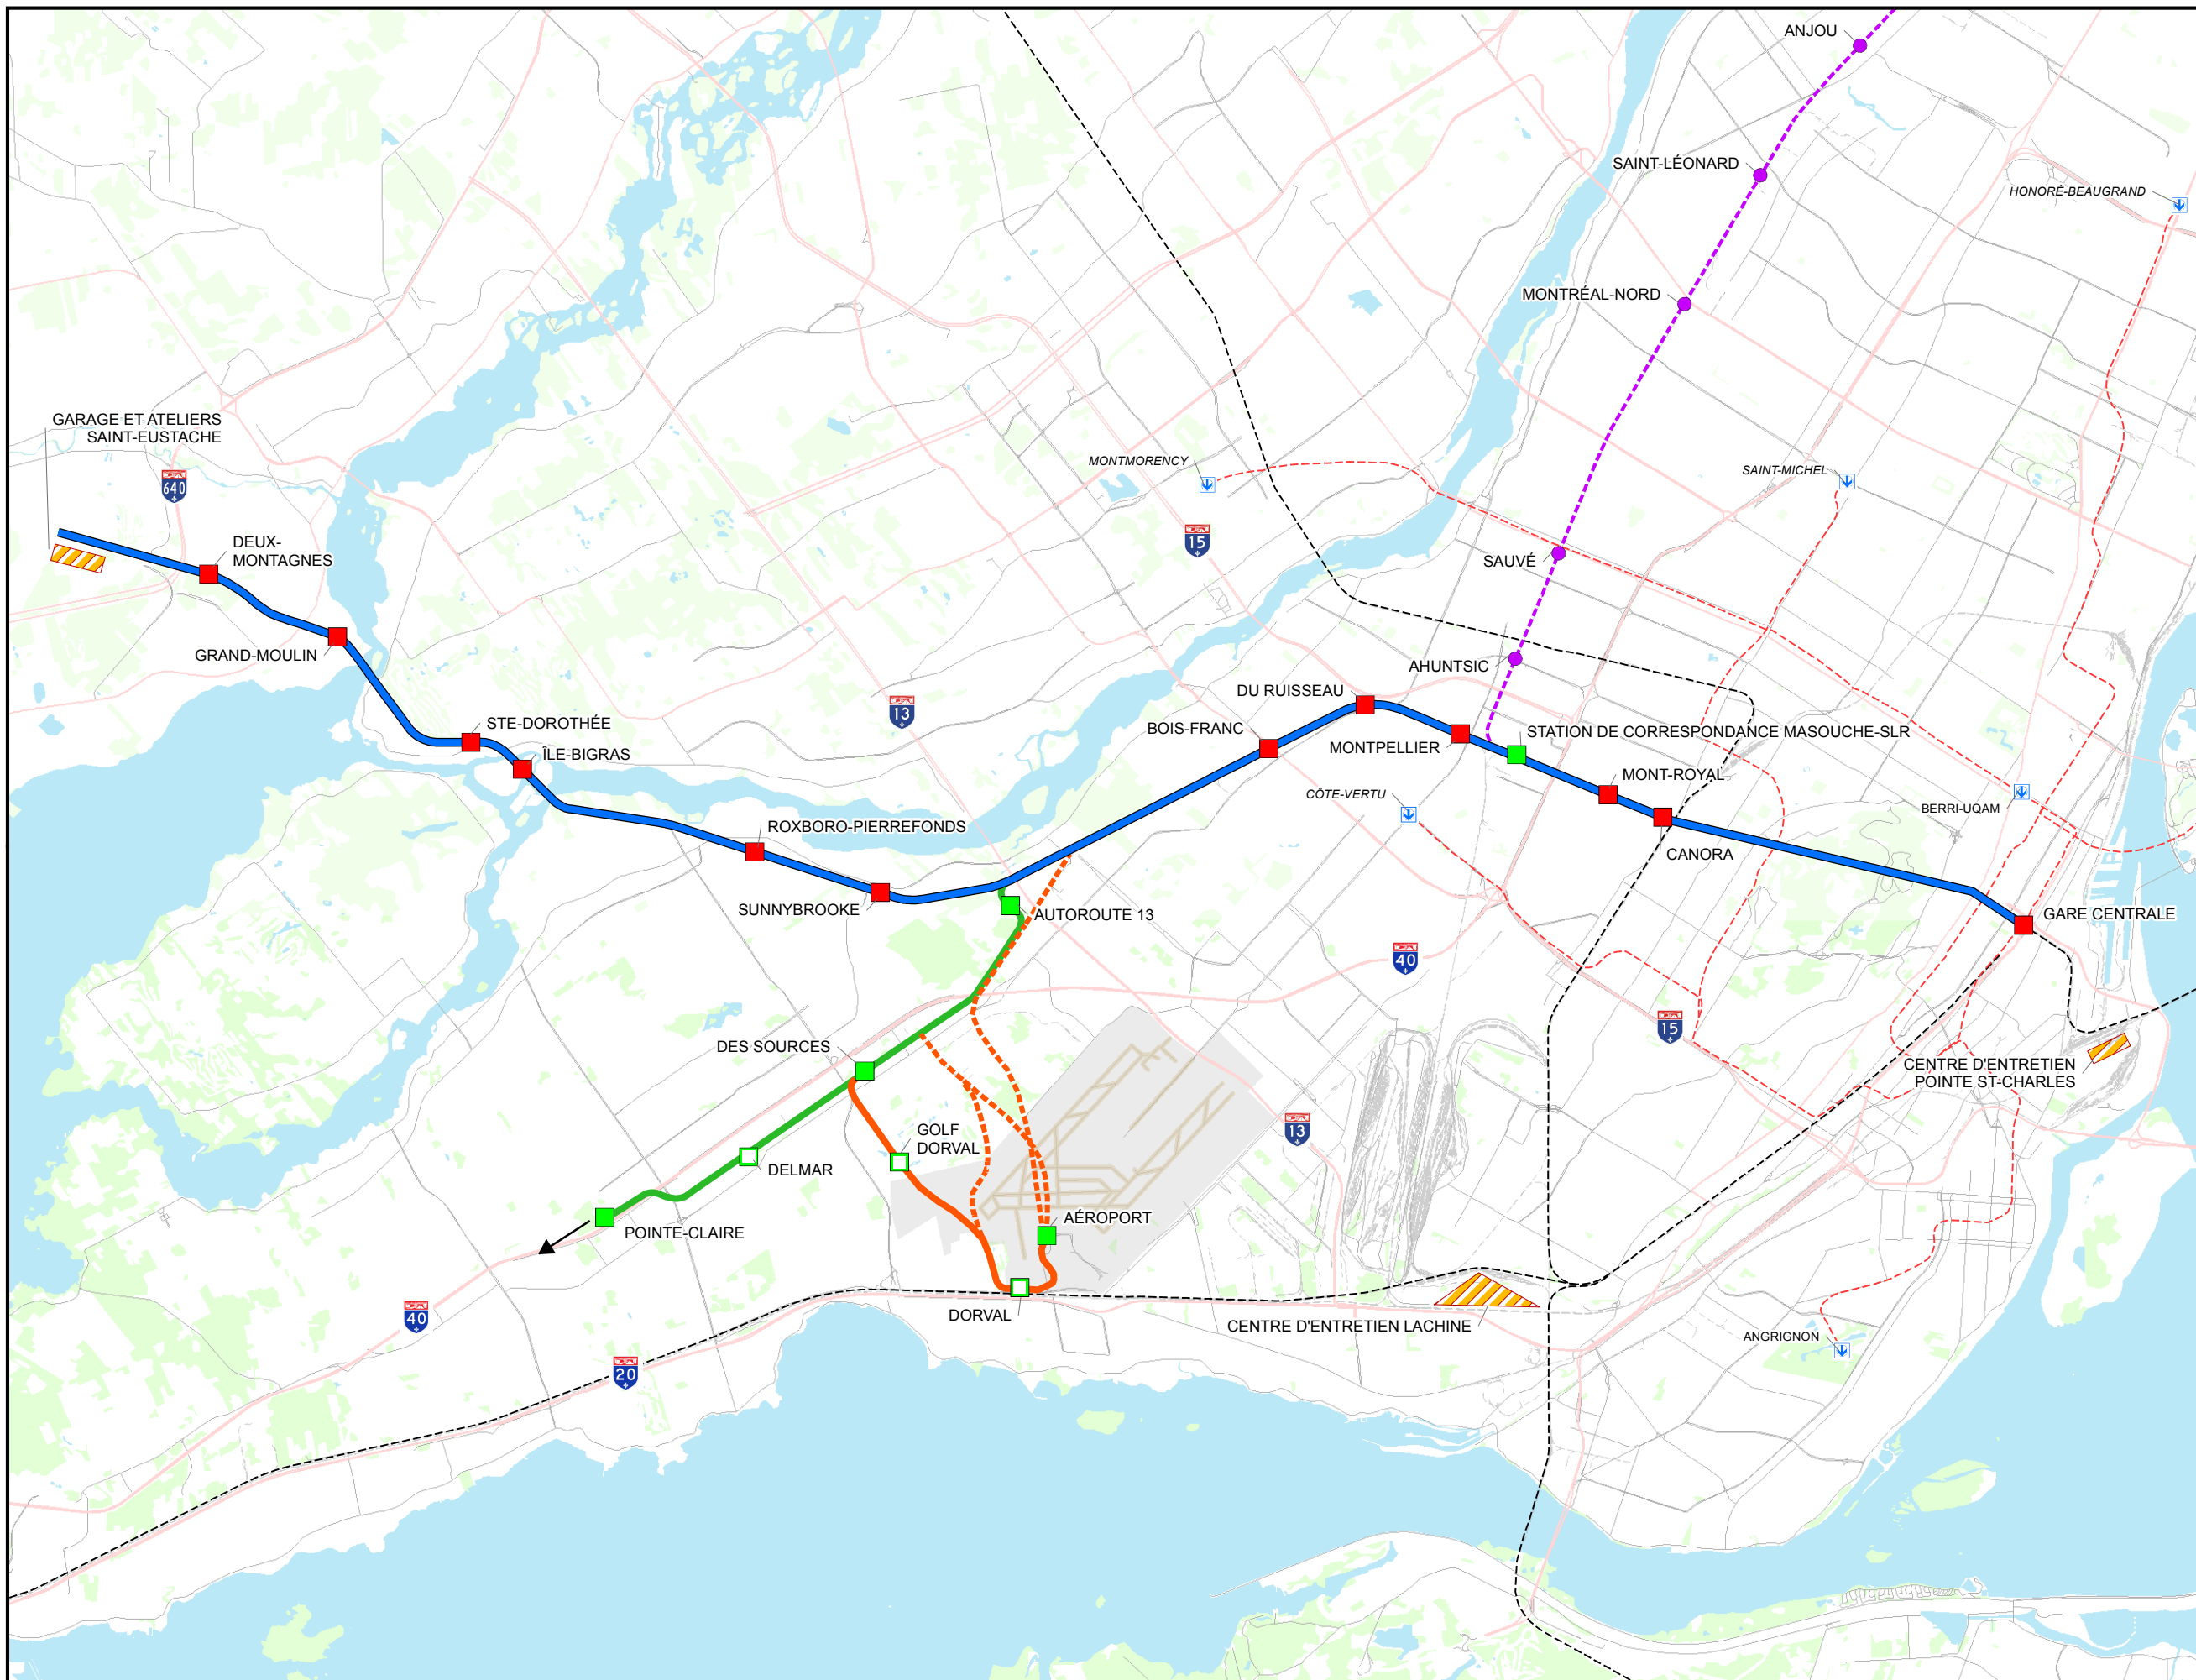 ANJOU
SAINT-LÉONARD
HONORÉ-BEAUGRAND
MONTRÉAL-NORD
GARAGE ET ATELIERS
SAINT-EUSTACHE
640
MONTMORENCY
SAINT-MICHEL
DEUX-
MONTAGNES
15
SAUVÉ
GRAND-MOULIN
AHUNTSIC
DU RUISSEAU
13
STE-DOROTHÉE
BOIS-FRANC
MONTPELLIER
STATION DE CORRESPONDANCE MASOUCHE-SLR
ÎLE-BIGRAS
MONT-ROYAL
CÔTE-VERTU
BERRI-UQAM
ROXBORO-PIERREFONDS
CANORA
SUNNYBROOKE
AUTOROUTE 13
GARE CENTRALE
40
15
DES SOURCES
CENTRE D'ENTRETIEN
POINTE ST-CHARLES
13
GOLF
DORVAL
DELMAR
AÉROPORT
POINTE-CLAIRE
40
DORVAL
CENTRE D'ENTRETIEN LACHINE
ANGRIGNON
20